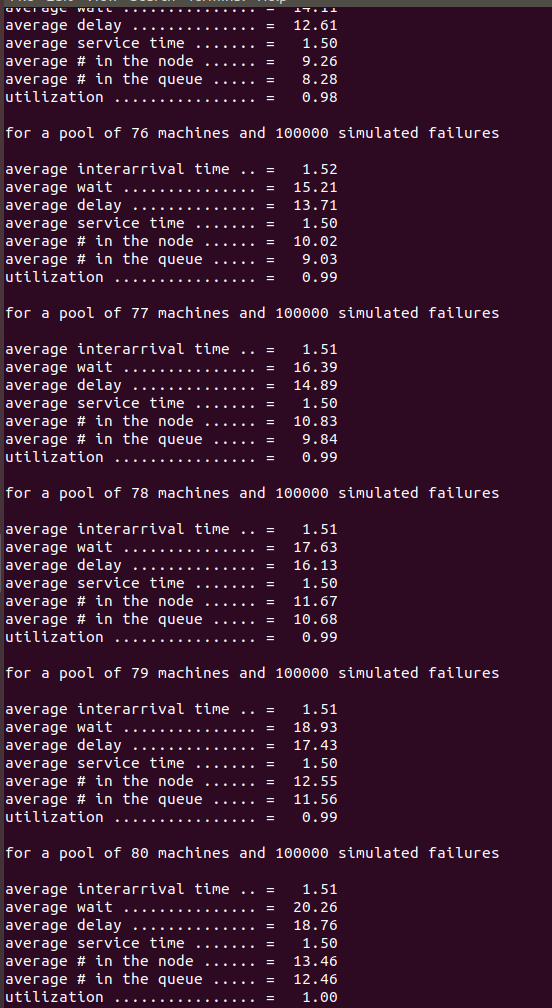 average wait ............... = 14.11
average delay .............. = 12.61
average service time ....... = 1.50
average # in the node ...... = 9.26
average # in the queue ..... = 8.28
utilization ................ = 0.98
for a pool of 76 machines and 100000 simulated failures
average interarrival time .. = 1.52
average wait ............... = 15.21
average delay .............. = 13.71
average service time ....... = 1.50
average # in the node ...... = 10.02
average # in the queue ..... = 9.03
utilization ................ = 0.99
for a pool of 77 machines and 100000 simulated failures
average interarrival time .. = 1.51
average wait ............... = 16.39
average delay .............. = 14.89
average service time ....... = 1.50
average # in the node ...... = 10.83
average # in the queue ..... = 9.84
utilization ................ = 0.99
for a pool of 78 machines and 100000 simulated failures
average interarrival time .. = 1.51
average wait ............... = 17.63
average delay .............. = 16.13
average service time ....... = 1.50
average # in the node ...... = 11.67
average # in the queue ..... = 10.68
utilization ................ = 0.99
for a pool of 79 machines and 100000 simulated failures
average interarrival time .. = 1.51
average wait ............... = 18.93
average delay .............. = 17.43
average service time ....... = 1.50
average # in the node ...... = 12.55
average # in the queue ..... = 11.56
utilization ................ = 0.99
for a pool of 80 machines and 100000 simulated failures
average interarrival time .. = 1.51
average wait ............... = 20.26
average delay .............. = 18.76
average service time ....... = 1.50
average # in the node ...... = 13.46
average # in the queue ..... = 12.46
utilization ................ = 1.00